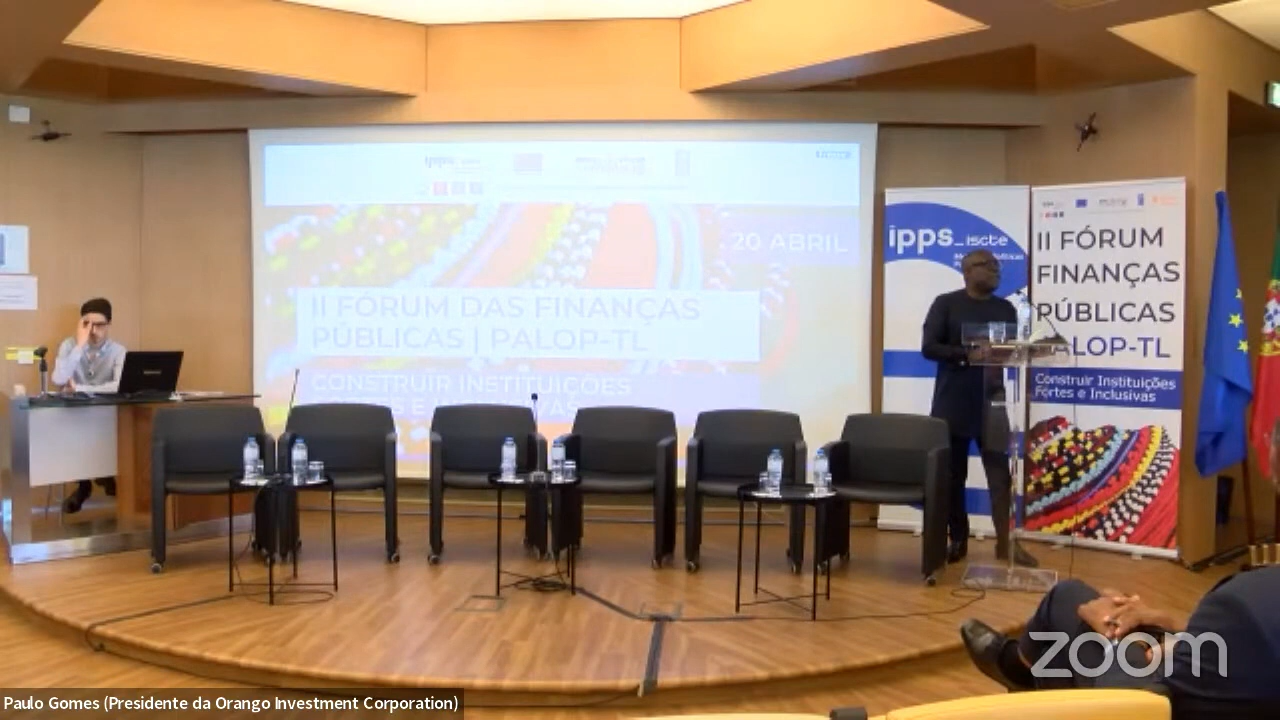 20 ABRIL
II FÓRUM DAS FINANÇAS
PÚBLICAS | PALOP-TL
CONSTRUIR INSTITUIÇÕES
ipps_iscte
II FÓRUM
FINANÇAS
PÚBLICAS
PALOP-TL
Construir Instituições
Fortes e Inclusivas
zoom
Paulo Gomes (Presidente da Orango Investment Corporation)